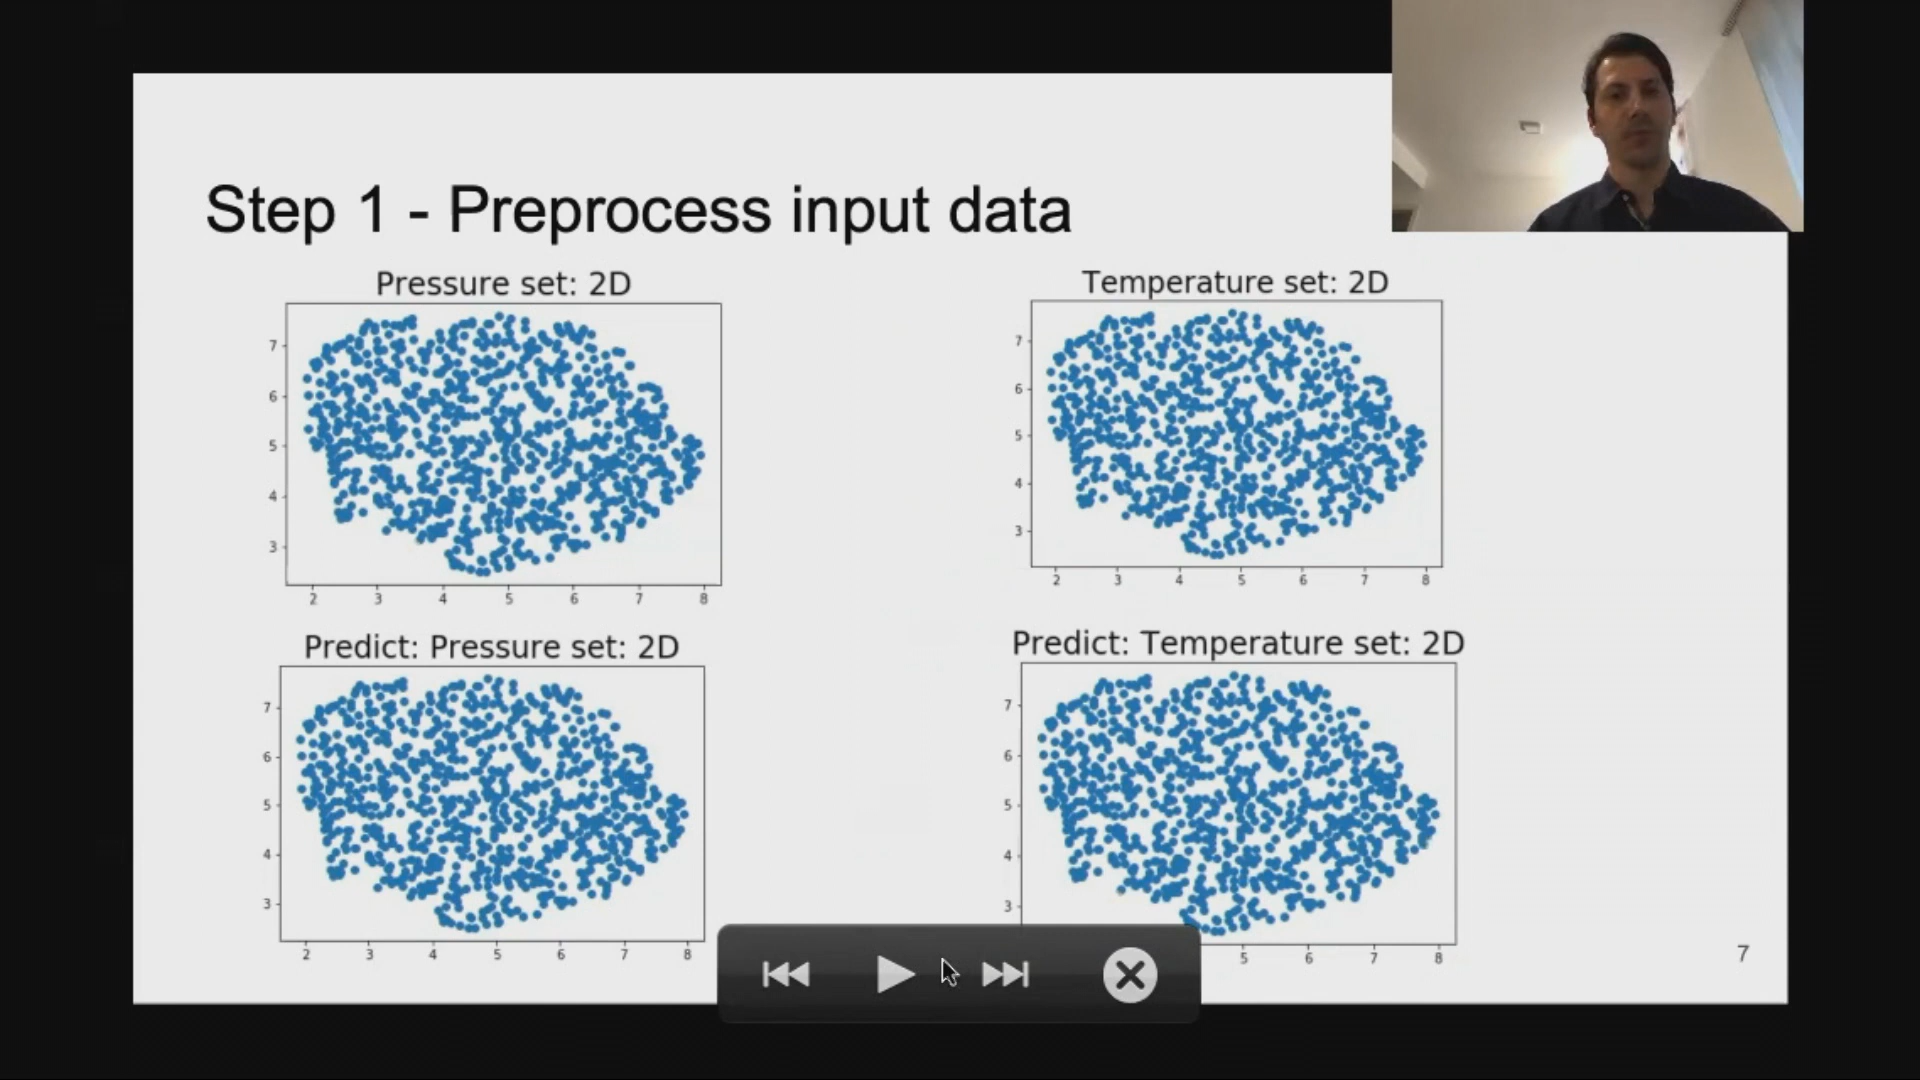 Step 1 - Preprocess input data
Pressure set: 2D
7
6
5
4
3
2 3 4 5 6 7 8
Temperature set: 2D
7
6
5
4
3
2 3 4 5 6 7 8
Predict: Pressure set: 2D
7
6
5
4
3
2 3 4 5 6 7 8
Predict: Temperature set: 2D
7
6
5
4
3
5 6 7 8
7